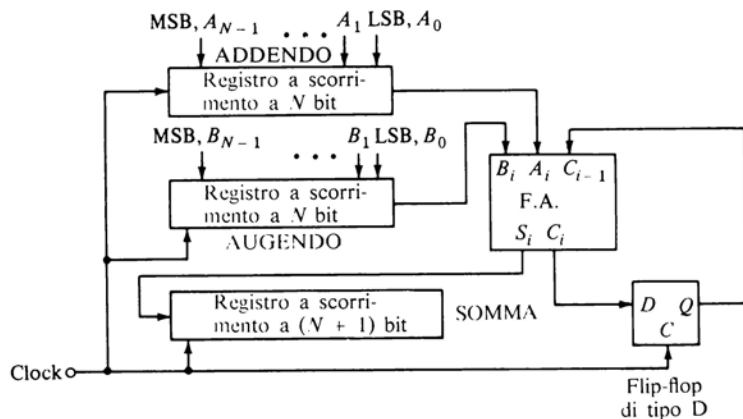 MSB, A_{N-1} . . . A_1 LSB, A_0
ADDENDO
Registro a scorri-
mento a N bit
MSB, B_{N-1} . . . B_1 LSB, B_0
Registro a scorri-
mento a N bit
AUGENDO
B_i A_i C_{i-1}
F.A.
S_i C_i
Registro a scorri-
mento a (N + 1) bit
SOMMA
D Q
C
Clock
Flip-flop
di tipo D